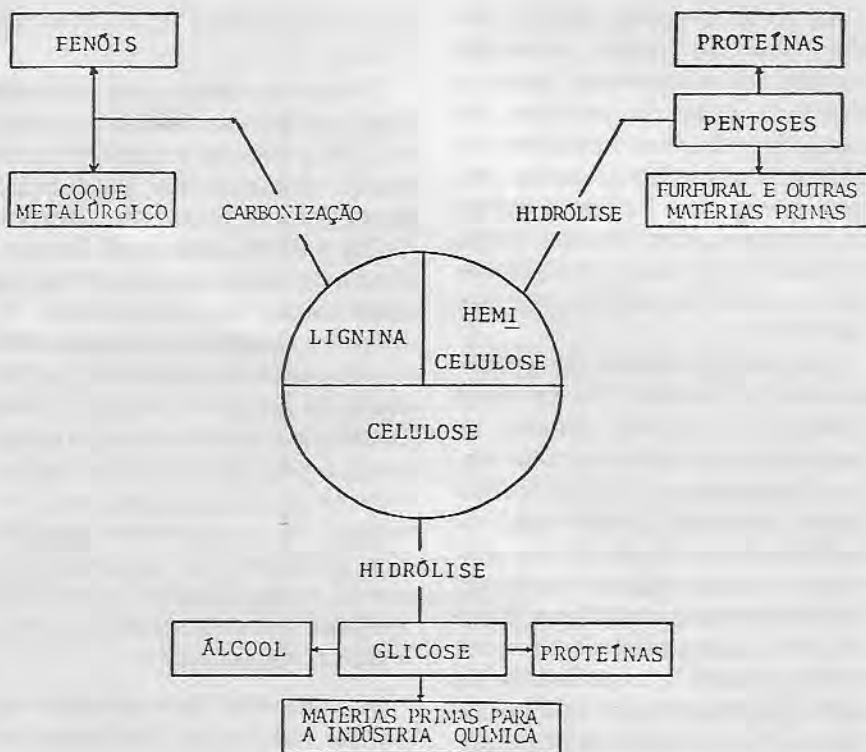 FENÓIS
PROTEÍNAS
PENTOSES
COQUE
METALÚRGICO
CARBONIZAÇÃO
HIDRÓLISE
FURFURAL E OUTRAS
MATÉRIAS PRIMAS
LIGNINA
HEMI
CELULOSE
CELULOSE
HIDRÓLISE
ÁLCOOL
GLICOSE
PROTEÍNAS
MATÉRIAS PRIMAS PARA
A INDÚSTRIA QUÍMICA